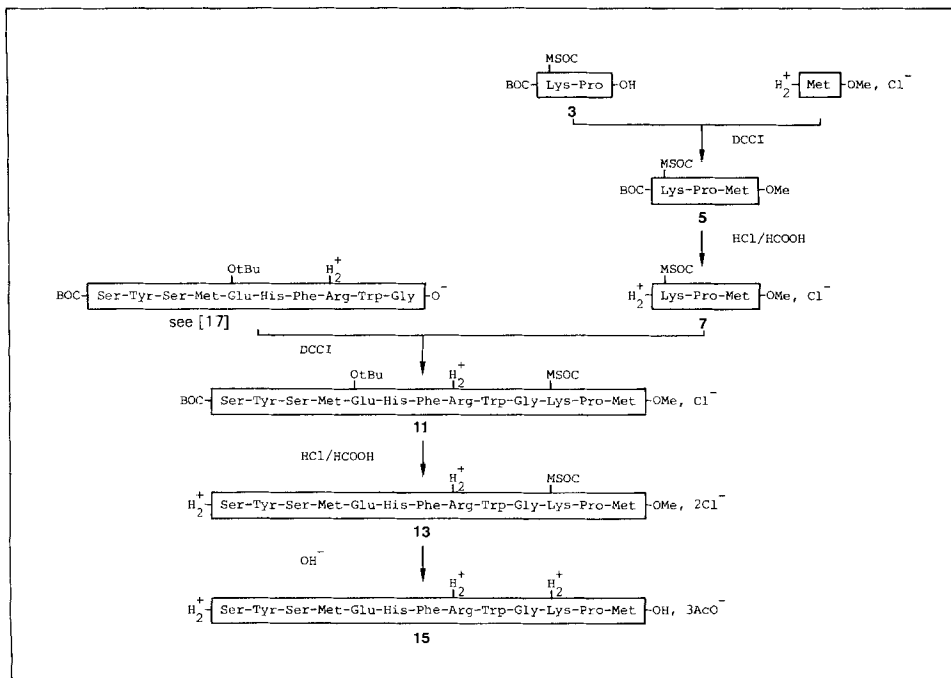 MSOC
BOC- Lys-Pro -OH
3
H2+ Met -OMe, Cl−
DCCI
MSOC
BOC- Lys-Pro-Met -OMe
5
HCl/HCOOH
MSOC
H2+ Lys-Pro-Met -OMe, Cl−
7
OtBu H2+
BOC- Ser-Tyr-Ser-Met-Glu-His-Phe-Arg-Trp-Gly -O−
see [17]
DCCI
OtBu H2+ MSOC
BOC- Ser-Tyr-Ser-Met-Glu-His-Phe-Arg-Trp-Gly-Lys-Pro-Met -OMe, Cl−
11
HCl/HCOOH
H2+ MSOC
H2+ Ser-Tyr-Ser-Met-Glu-His-Phe-Arg-Trp-Gly-Lys-Pro-Met -OMe, 2Cl−
13
OH−
H2+ H2+
H2+ Ser-Tyr-Ser-Met-Glu-His-Phe-Arg-Trp-Gly-Lys-Pro-Met -OH, 3AcO−
15